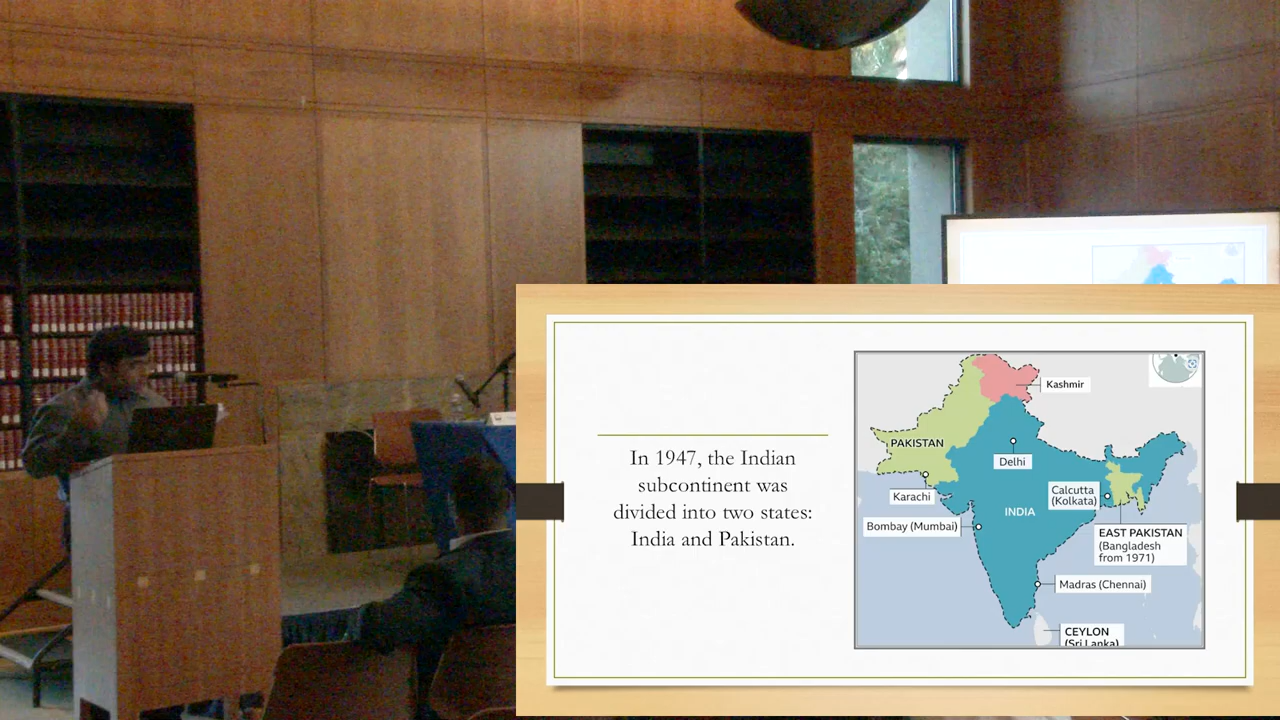 In 1947, the Indian
subcontinent was
divided into two states:
India and Pakistan.
Kashmir
PAKISTAN
Delhi
Karachi
Calcutta
(Kolkata)
INDIA
Bombay (Mumbai)
EAST PAKISTAN
(Bangladesh
from 1971)
Madras (Chennai)
CEYLON
(Sri Lanka)